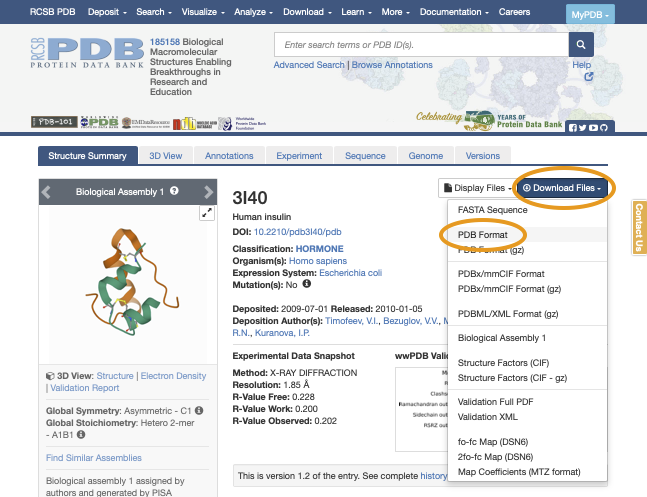 RCSB PDB Deposit Search Visualize Analyze Download Learn More Documentation Careers MyPDB
RCSB PDB
PROTEIN DATA BANK
185158 Biological
Macromolecular
Structures Enabling
Breakthroughs in
Research and
Education
Enter search terms or PDB ID(s).
Advanced Search | Browse Annotations
Help
PDB-101
PDB
EMDataResource
Worldwide
Protein Data Bank
Foundation
Celebrating
YEARS OF
Protein Data Bank
Structure Summary 3D View Annotations Experiment Sequence Genome Versions
Biological Assembly 1
Display Files
Download Files
3I40
Human insulin
DOI: 10.2210/pdb3I40/pdb
Classification: HORMONE
Organism(s): Homo sapiens
Expression System: Escherichia coli
Mutation(s): No
Deposited: 2009-07-01 Released: 2010-01-05
Deposition Author(s): Timofeev, V.I., Bezuglov, V.V., M
R.N., Kuranova, I.P.
Experimental Data Snapshot
Method: X-RAY DIFFRACTION
Resolution: 1.85 Å
R-Value Free: 0.228
R-Value Work: 0.200
R-Value Observed: 0.202
wwPDB Valid
Clashs
Ramachandran out
Sidechain out
RSRZ out
This is version 1.2 of the entry. See complete history
FASTA Sequence
PDB Format
PDB Format (gz)
PDBx/mmCIF Format
PDBx/mmCIF Format (gz)
PDBML/XML Format (gz)
Biological Assembly 1
Structure Factors (CIF)
Structure Factors (CIF - gz)
Validation Full PDF
Validation XML
fo-fc Map (DSN6)
2fo-fc Map (DSN6)
Map Coefficients (MTZ format)
Contact Us
3D View: Structure | Electron Density
| Validation Report
Global Symmetry: Asymmetric - C1
Global Stoichiometry: Hetero 2-mer
- A1B1
Find Similar Assemblies
Biological assembly 1 assigned by
authors and generated by PISA